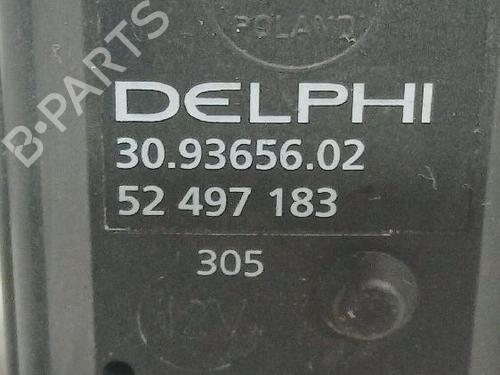 POLAND
B-PARTS
DELPHI
30.93656.02
52 497 183
305
12V